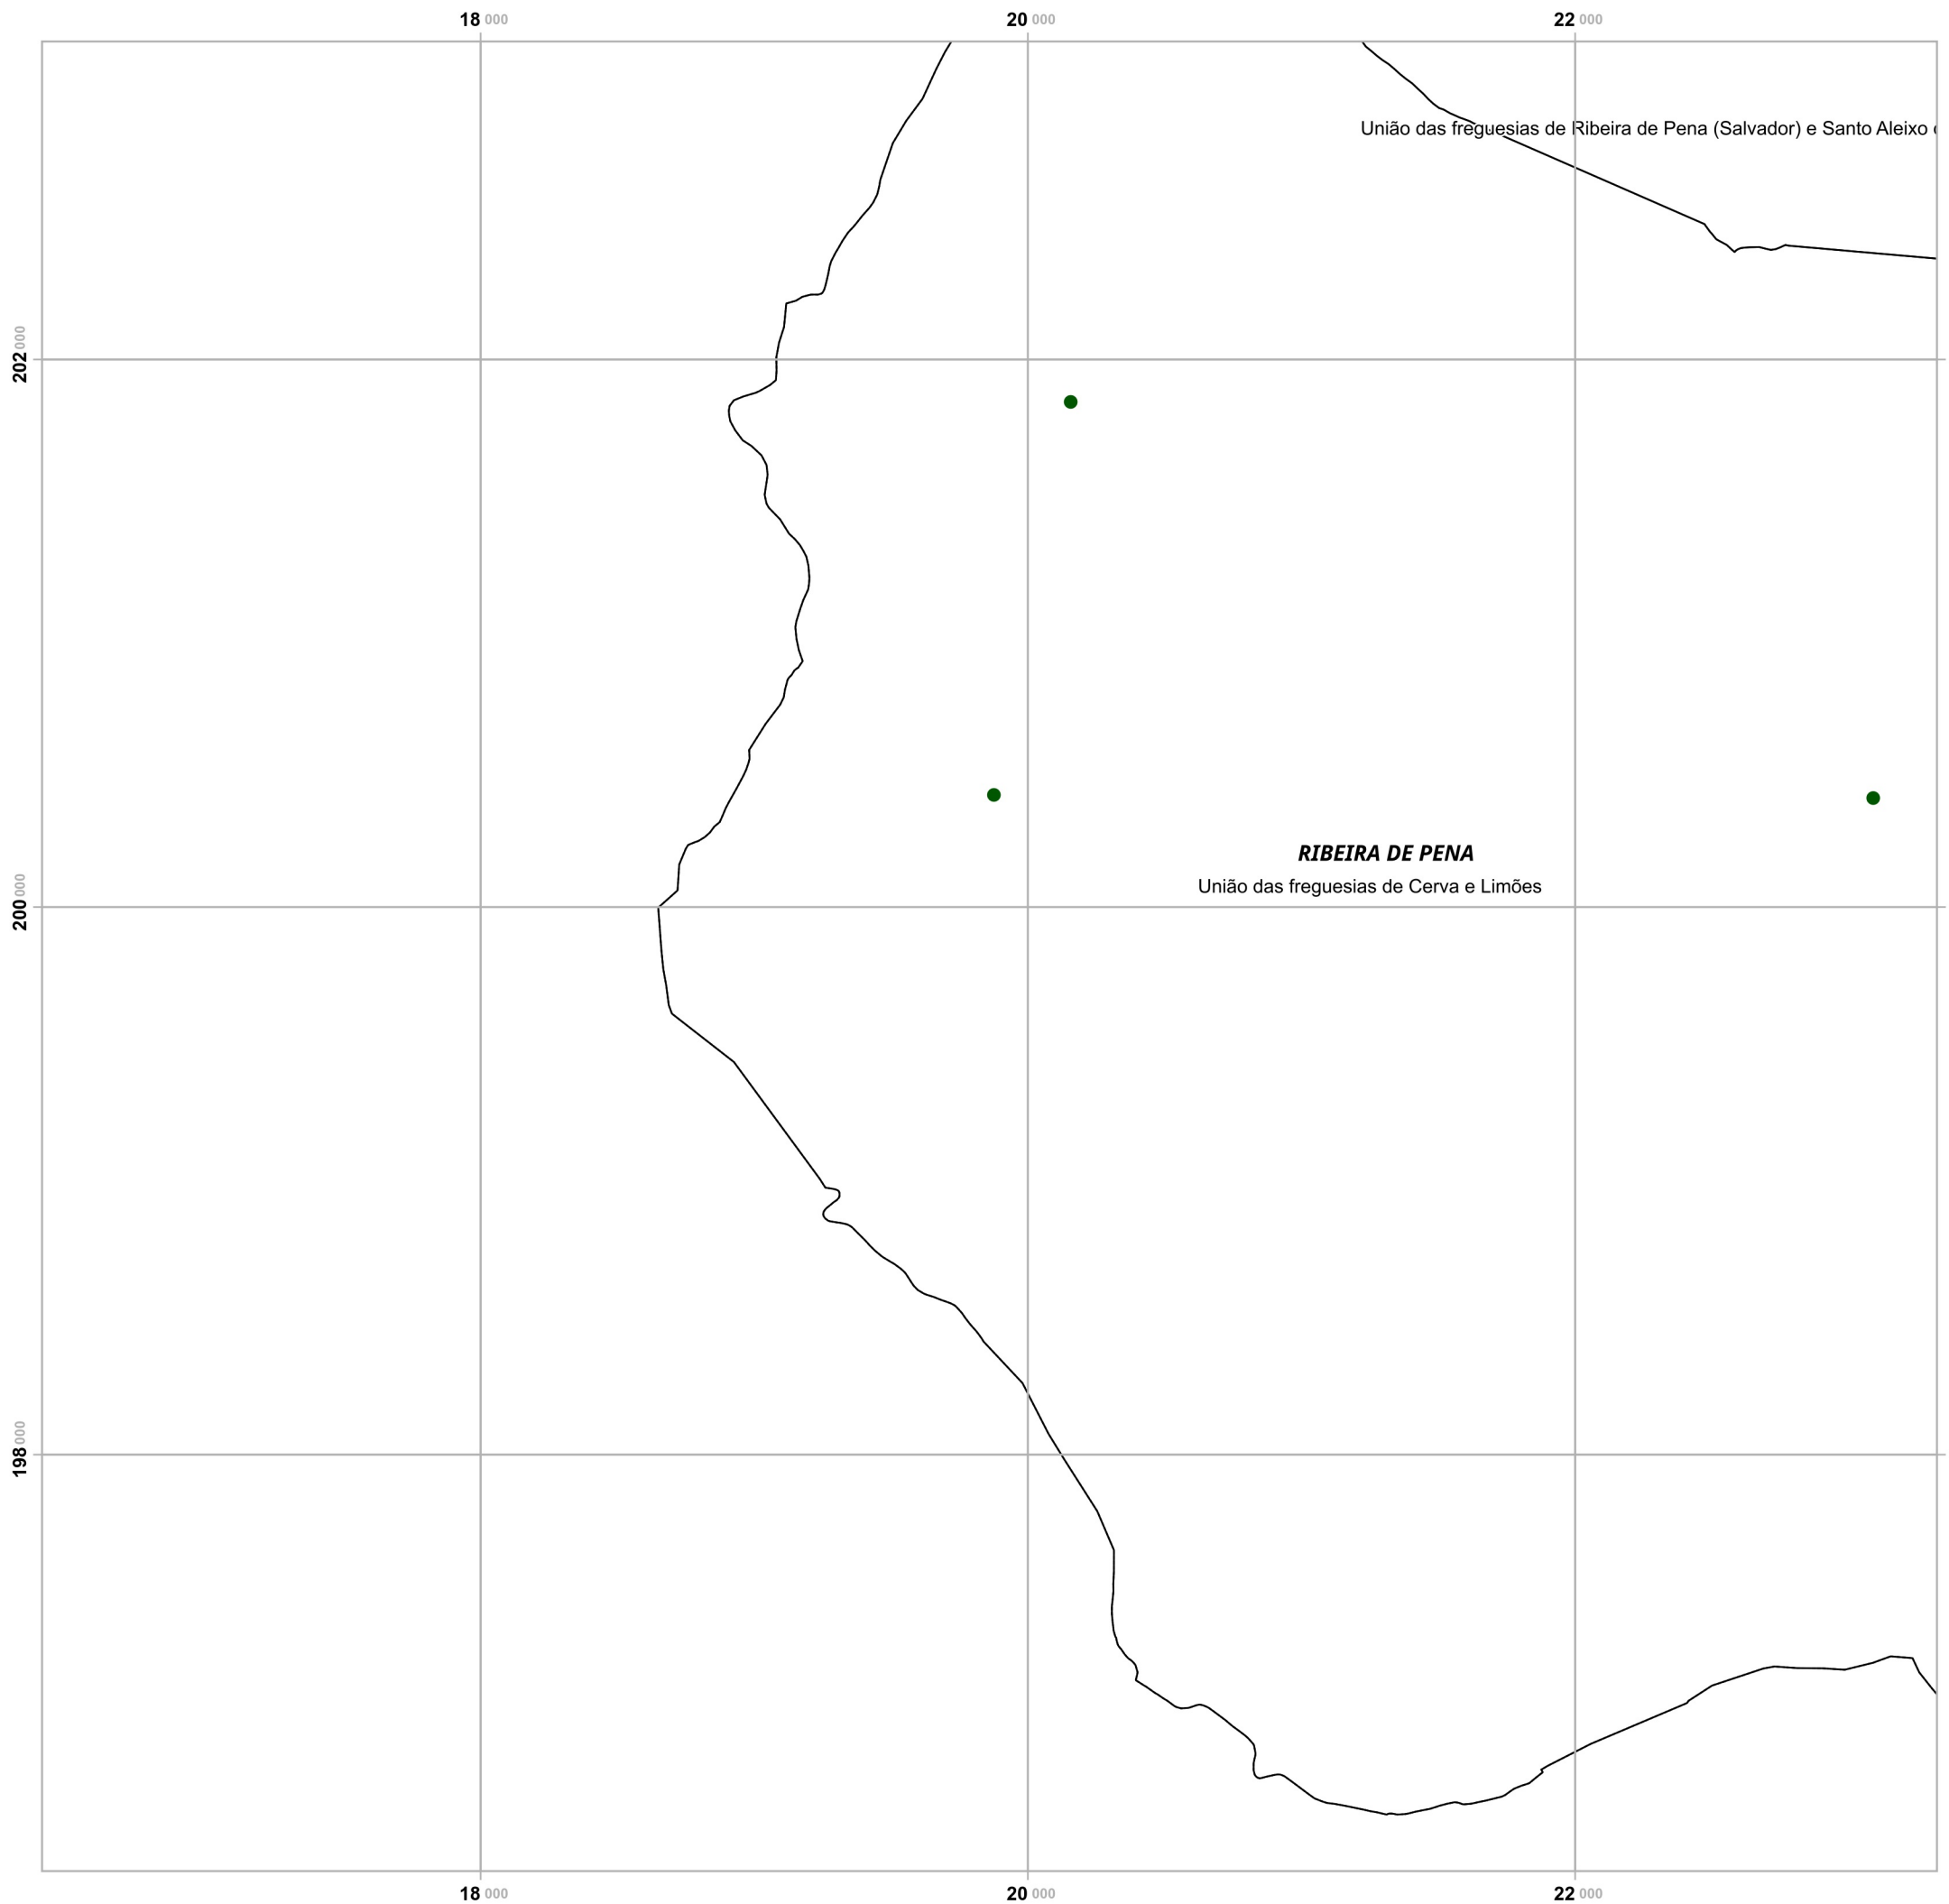 18 000 20 000 22 000
União das freguesias de Ribeira de Pena (Salvador) e Santo Aleixo
202 000
RIBEIRA DE PENA
União das freguesias de Cerva e Limões
200 000
198 000
18 000 20 000 22 000